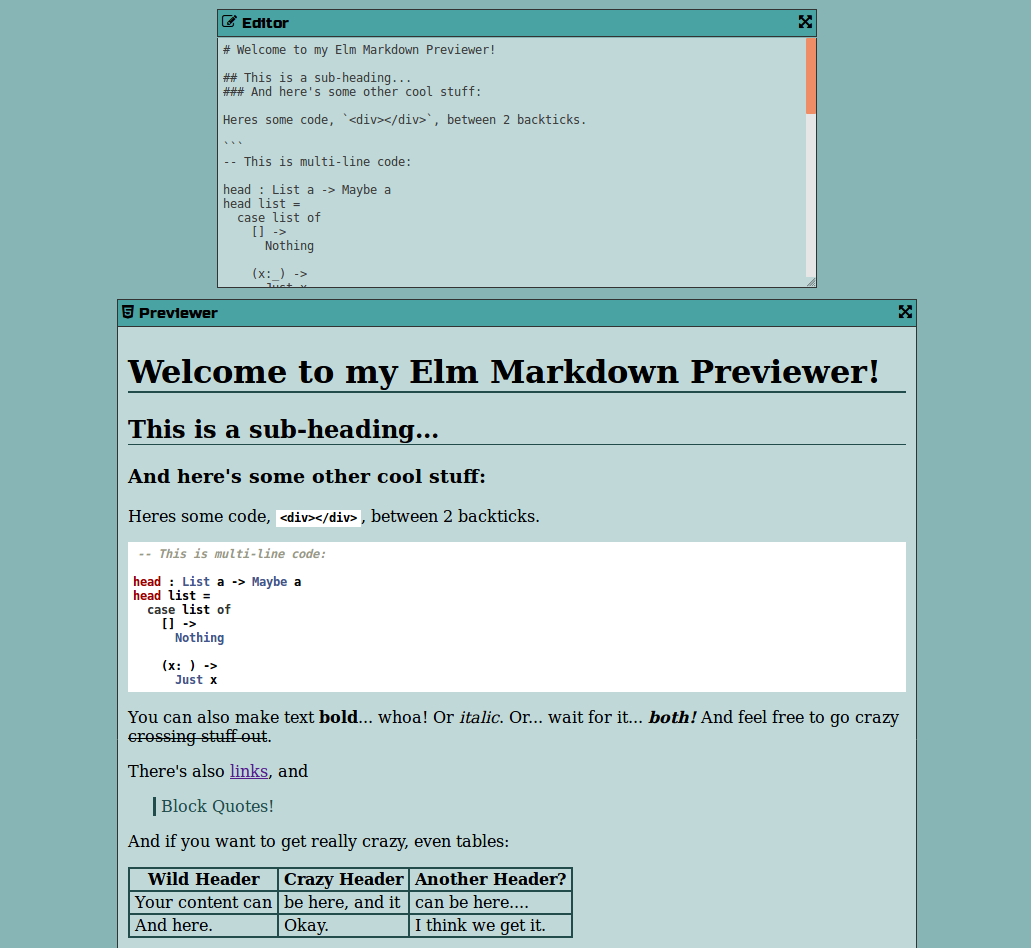 Editor
# Welcome to my Elm Markdown Previewer!
## This is a sub-heading...
### And here's some other cool stuff:
Heres some code, `<div></div>`, between 2 backticks.
```
-- This is multi-line code:
head : List a -> Maybe a
head list =
  case list of
    [] ->
      Nothing
    (x:_) ->
      Just x
Previewer
Welcome to my Elm Markdown Previewer!
This is a sub-heading...
And here's some other cool stuff:
Heres some code, <div></div>, between 2 backticks.
-- This is multi-line code:
head : List a -> Maybe a
head list =
  case list of
    [] ->
      Nothing
    (x: ) ->
      Just x
You can also make text bold... whoa! Or italic. Or... wait for it... both! And feel free to go crazy
crossing stuff out.
There's also links, and
Block Quotes!
And if you want to get really crazy, even tables:
Wild Header Crazy Header Another Header?
Your content can be here, and it can be here....
And here. Okay. I think we get it.